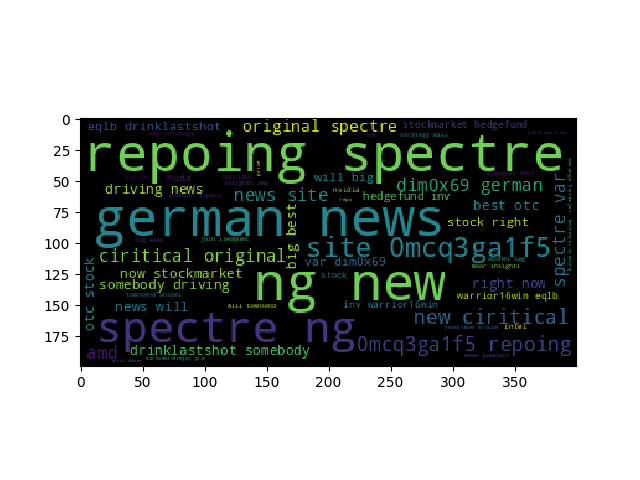 0
eqlb drinklastshot
original spectre
stockmarket hedgefund
25
repoing spectre
50
nvda
will big
dim0x69 german
driving news
news site
nvidia
hedgefund inv
best otc
75
german news
big best
stock right
spectre var
100
site 0mcq3ga1f5
ciritical original
var dim0x69
125
now stockmarket
ng new
stock
right now
somebody driving
otc stock
warrior16win eqlb
150
news will
inv warrior16win
new ciritical
spectre ng
intel
175
amd
drinklastshot somebody
0mcq3ga1f5 repoing
0
50
100
150
200
250
300
350